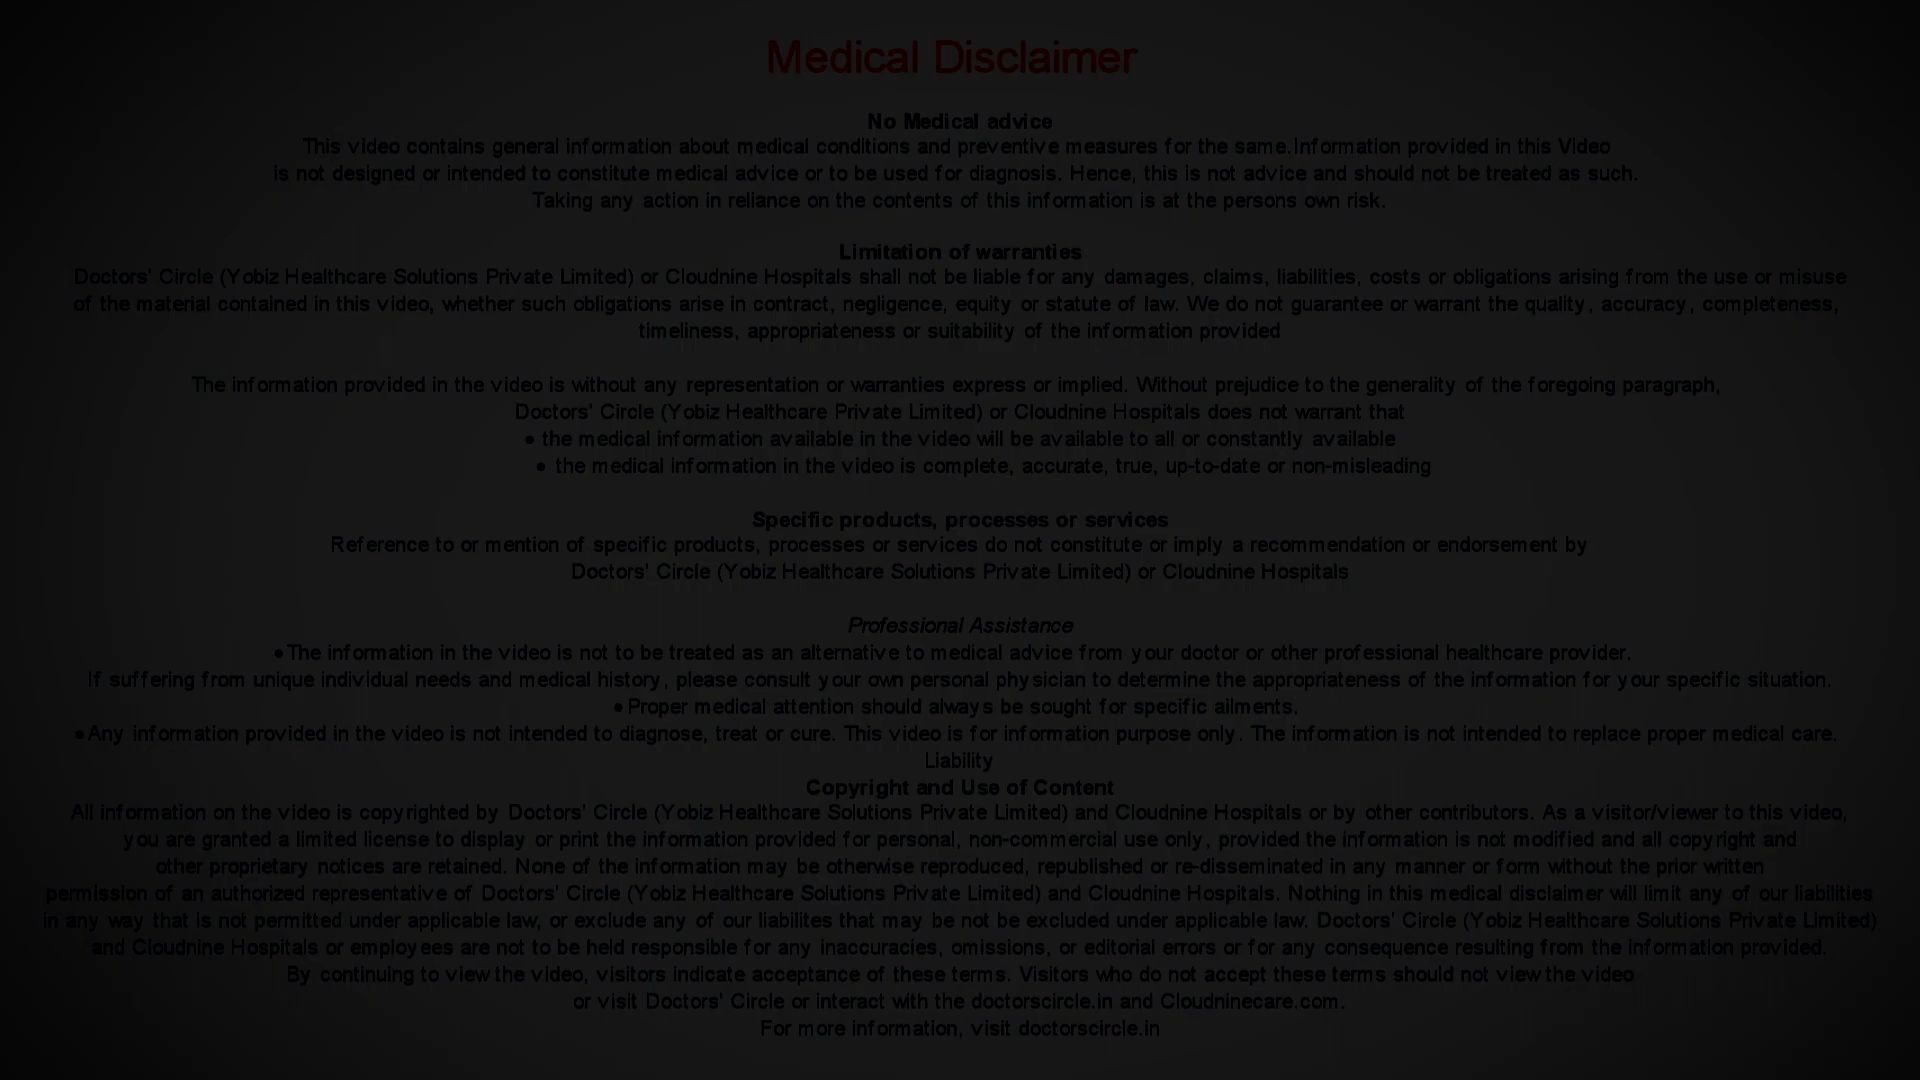 Medical Disclaimer
No Medical advice
This video contains general information about medical conditions and preventive measures for the same.Information provided in this Video
is not designed or intended to constitute medical advice or to be used for diagnosis. Hence, this is not advice and should not be treated as such.
Taking any action in reliance on the contents of this information is at the persons own risk.
Limitation of warranties
Doctors' Circle (Yobiz Healthcare Solutions Private Limited) or Cloudnine Hospitals shall not be liable for any damages, claims, liabilities, costs or obligations arising from the use or misuse
of the material contained in this video, whether such obligations arise in contract, negligence, equity or statute of law. We do not guarantee or warrant the quality, accuracy, completeness,
timeliness, appropriateness or suitability of the information provided
The information provided in the video is without any representation or warranties express or implied. Without prejudice to the generality of the foregoing paragraph,
Doctors' Circle (Yobiz Healthcare Private Limited) or Cloudnine Hospitals does not warrant that
• the medical information available in the video will be available to all or constantly available
• the medical information in the video is complete, accurate, true, up-to-date or non-misleading
Specific products, processes or services
Reference to or mention of specific products, processes or services do not constitute or imply a recommendation or endorsement by
Doctors' Circle (Yobiz Healthcare Solutions Private Limited) or Cloudnine Hospitals
Professional Assistance
•The information in the video is not to be treated as an alternative to medical advice from your doctor or other professional healthcare provider.
If suffering from unique individual needs and medical history, please consult your own personal physician to determine the appropriateness of the information for your specific situation.
•Proper medical attention should always be sought for specific ailments.
•Any information provided in the video is not intended to diagnose, treat or cure. This video is for information purpose only. The information is not intended to replace proper medical care.
Liability
Copyright and Use of Content
All information on the video is copyrighted by Doctors' Circle (Yobiz Healthcare Solutions Private Limited) and Cloudnine Hospitals or by other contributors. As a visitor/viewer to this video,
you are granted a limited license to display or print the information provided for personal, non-commercial use only, provided the information is not modified and all copyright and
other proprietary notices are retained. None of the information may be otherwise reproduced, republished or re-disseminated in any manner or form without the prior written
permission of an authorized representative of Doctors' Circle (Yobiz Healthcare Solutions Private Limited) and Cloudnine Hospitals. Nothing in this medical disclaimer will limit any of our liabilities
in any way that is not permitted under applicable law, or exclude any of our liabilites that may be not be excluded under applicable law. Doctors' Circle (Yobiz Healthcare Solutions Private Limited)
and Cloudnine Hospitals or employees are not to be held responsible for any inaccuracies, omissions, or editorial errors or for any consequence resulting from the information provided.
By continuing to view the video, visitors indicate acceptance of these terms. Visitors who do not accept these terms should not view the video
or visit Doctors' Circle or interact with the doctorscircle.in and Cloudninecare.com.
For more information, visit doctorscircle.in